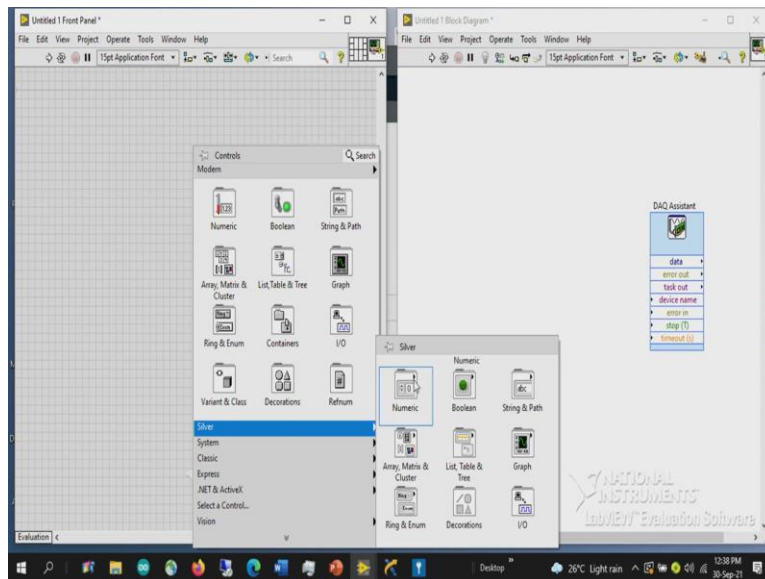 Untitled 1 Front Panel *
File Edit View Project Operate Tools Window Help
15pt Application Font
Search
Controls
Search
Modern
Numeric
Boolean
String & Path
Array, Matrix & Cluster
List, Table & Tree
Graph
Ring & Enum
Containers
I/O
Variant & Class
Decorations
Refnum
Silver
System
Classic
Express
.NET & ActiveX
Select a Control...
Vision
Evaluation
Silver
Numeric
Numeric
Boolean
String & Path
Array, Matrix & Cluster
List, Table & Tree
Graph
Ring & Enum
Decorations
I/O
Untitled 1 Block Diagram *
File Edit View Project Operate Tools Window Help
15pt Application Font
DAQ Assistant
data
error out
task out
device name
error in
stop (T)
timeout (s)
NATIONAL
INSTRUMENTS
LabVIEW Evaluation Software
Desktop
26°C Light rain
12:38 PM
30-Sep-21